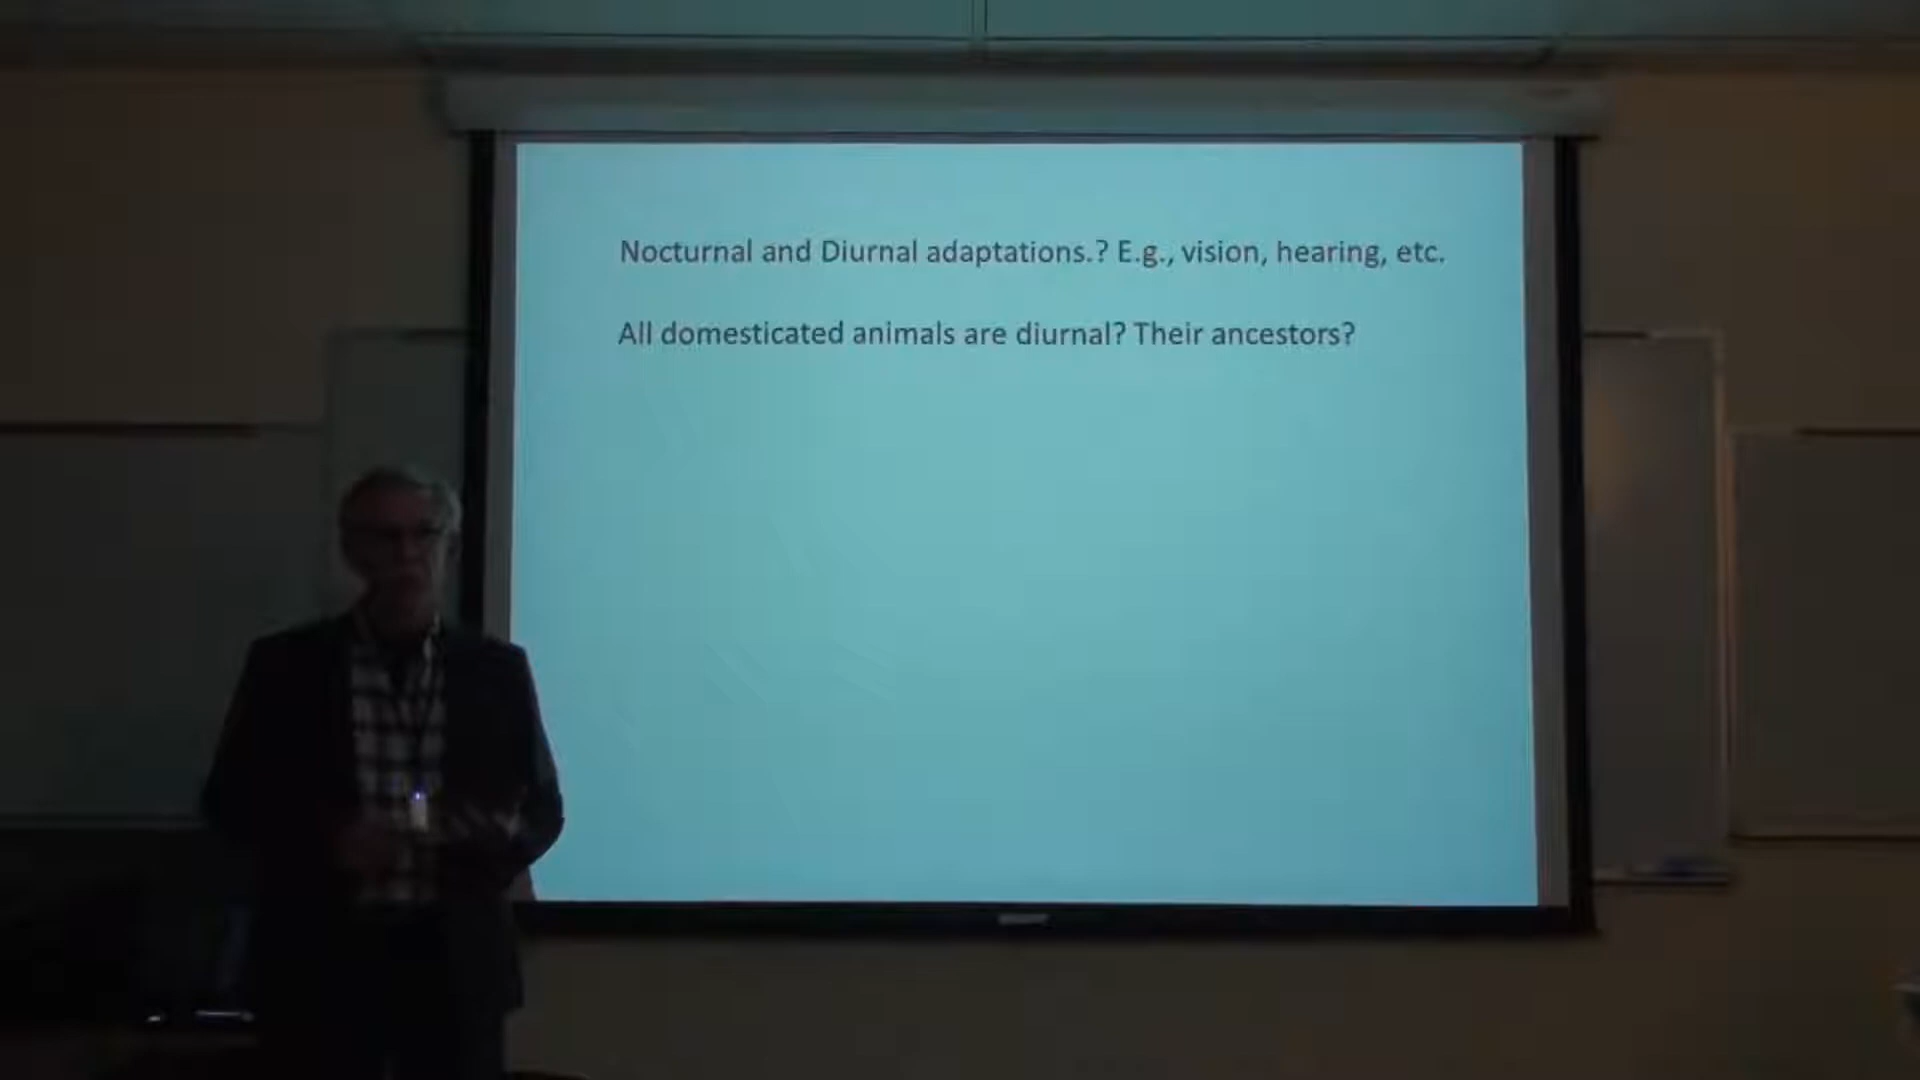 Nocturnal and Diurnal adaptations.? E.g., vision, hearing, etc.
All domesticated animals are diurnal? Their ancestors?